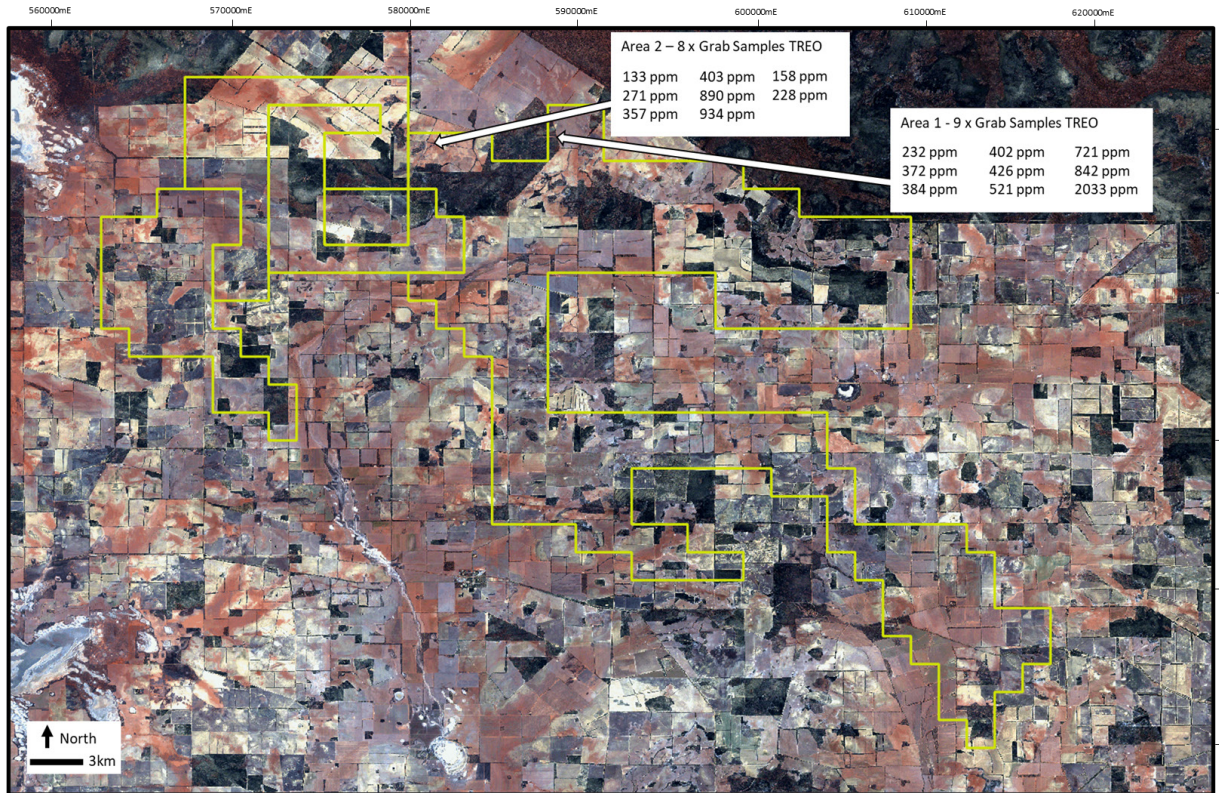 560000mE 570000mE 580000mE 590000mE 600000mE 610000mE 620000mE
Area 2 – 8 x Grab Samples TREO
133 ppm 403 ppm 158 ppm
271 ppm 890 ppm 228 ppm
357 ppm 934 ppm
Area 1 - 9 x Grab Samples TREO
232 ppm 402 ppm 721 ppm
372 ppm 426 ppm 842 ppm
384 ppm 521 ppm 2033 ppm
North
3km